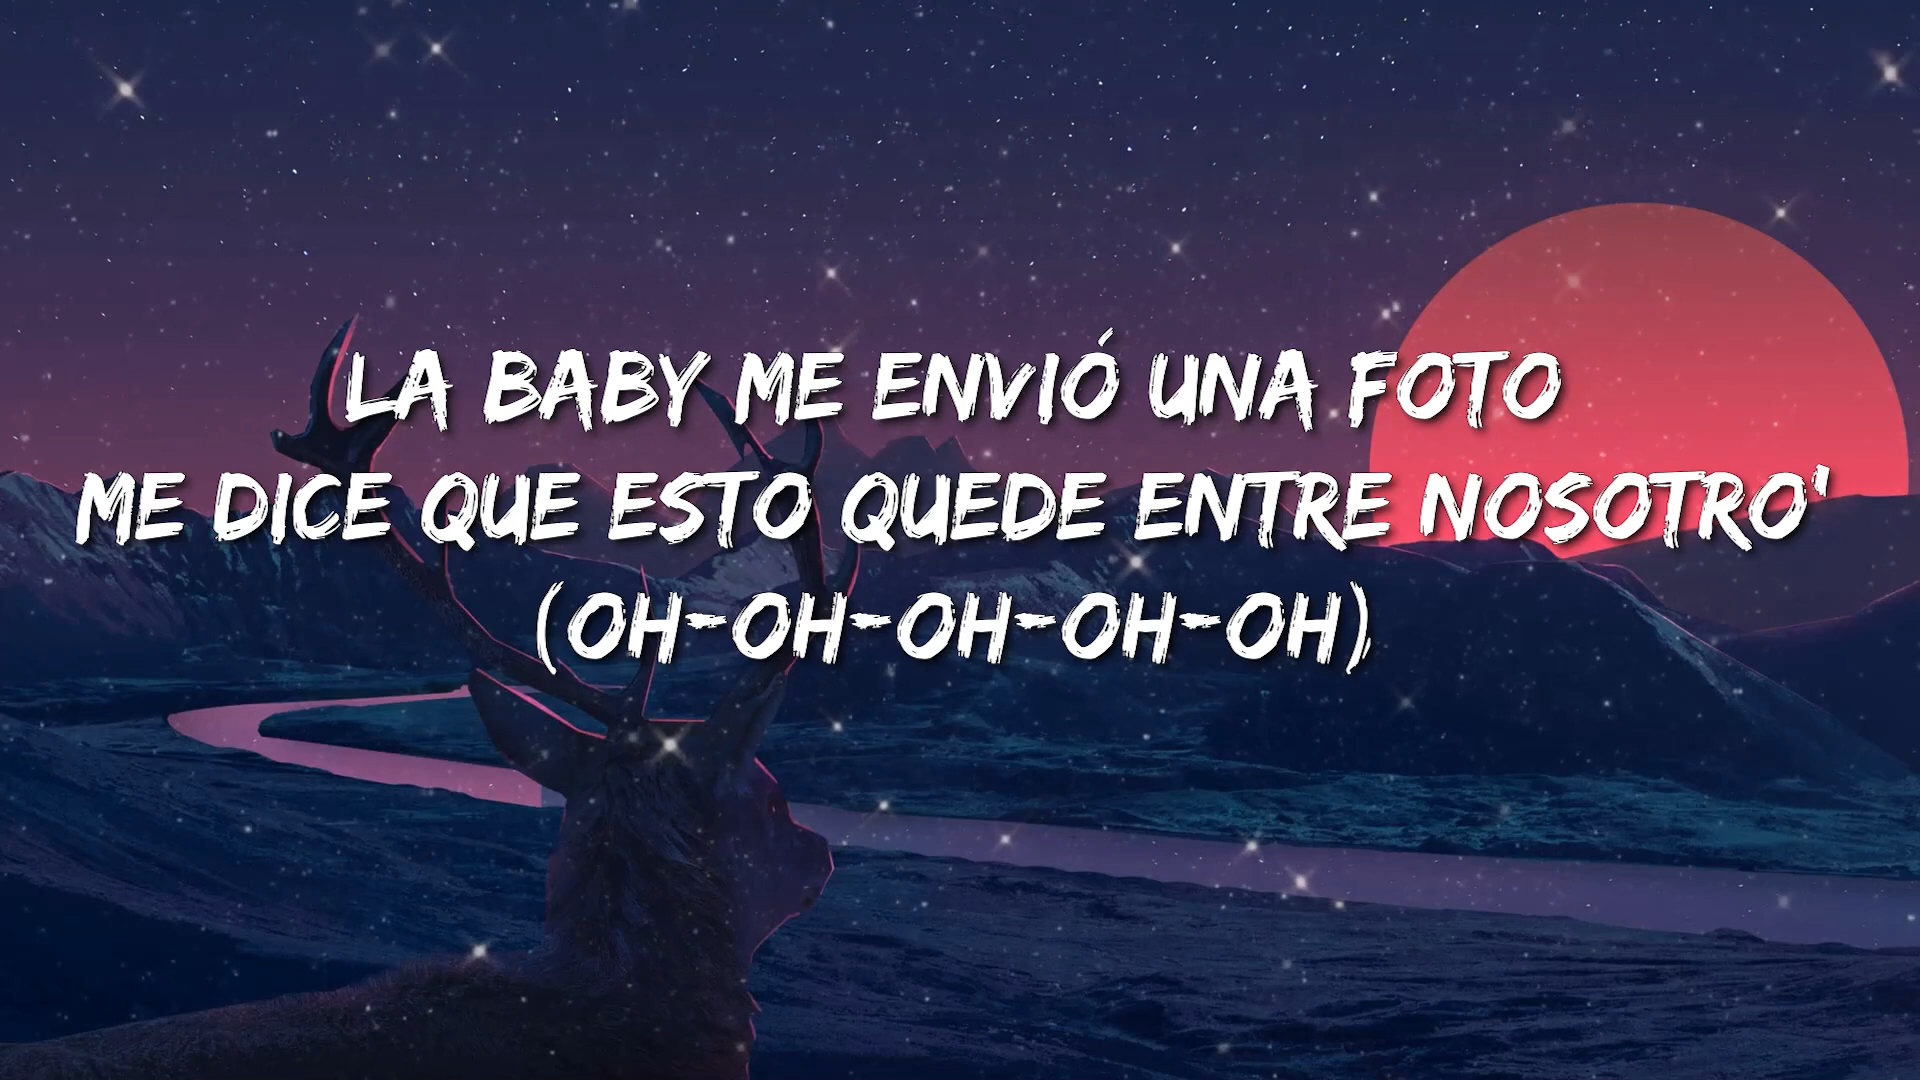 LA BABY ME ENVIÓ UNA FOTO
ME DICE QUE ESTO QUEDE ENTRE NOSOTRO'
(OH-OH-OH-OH-OH)